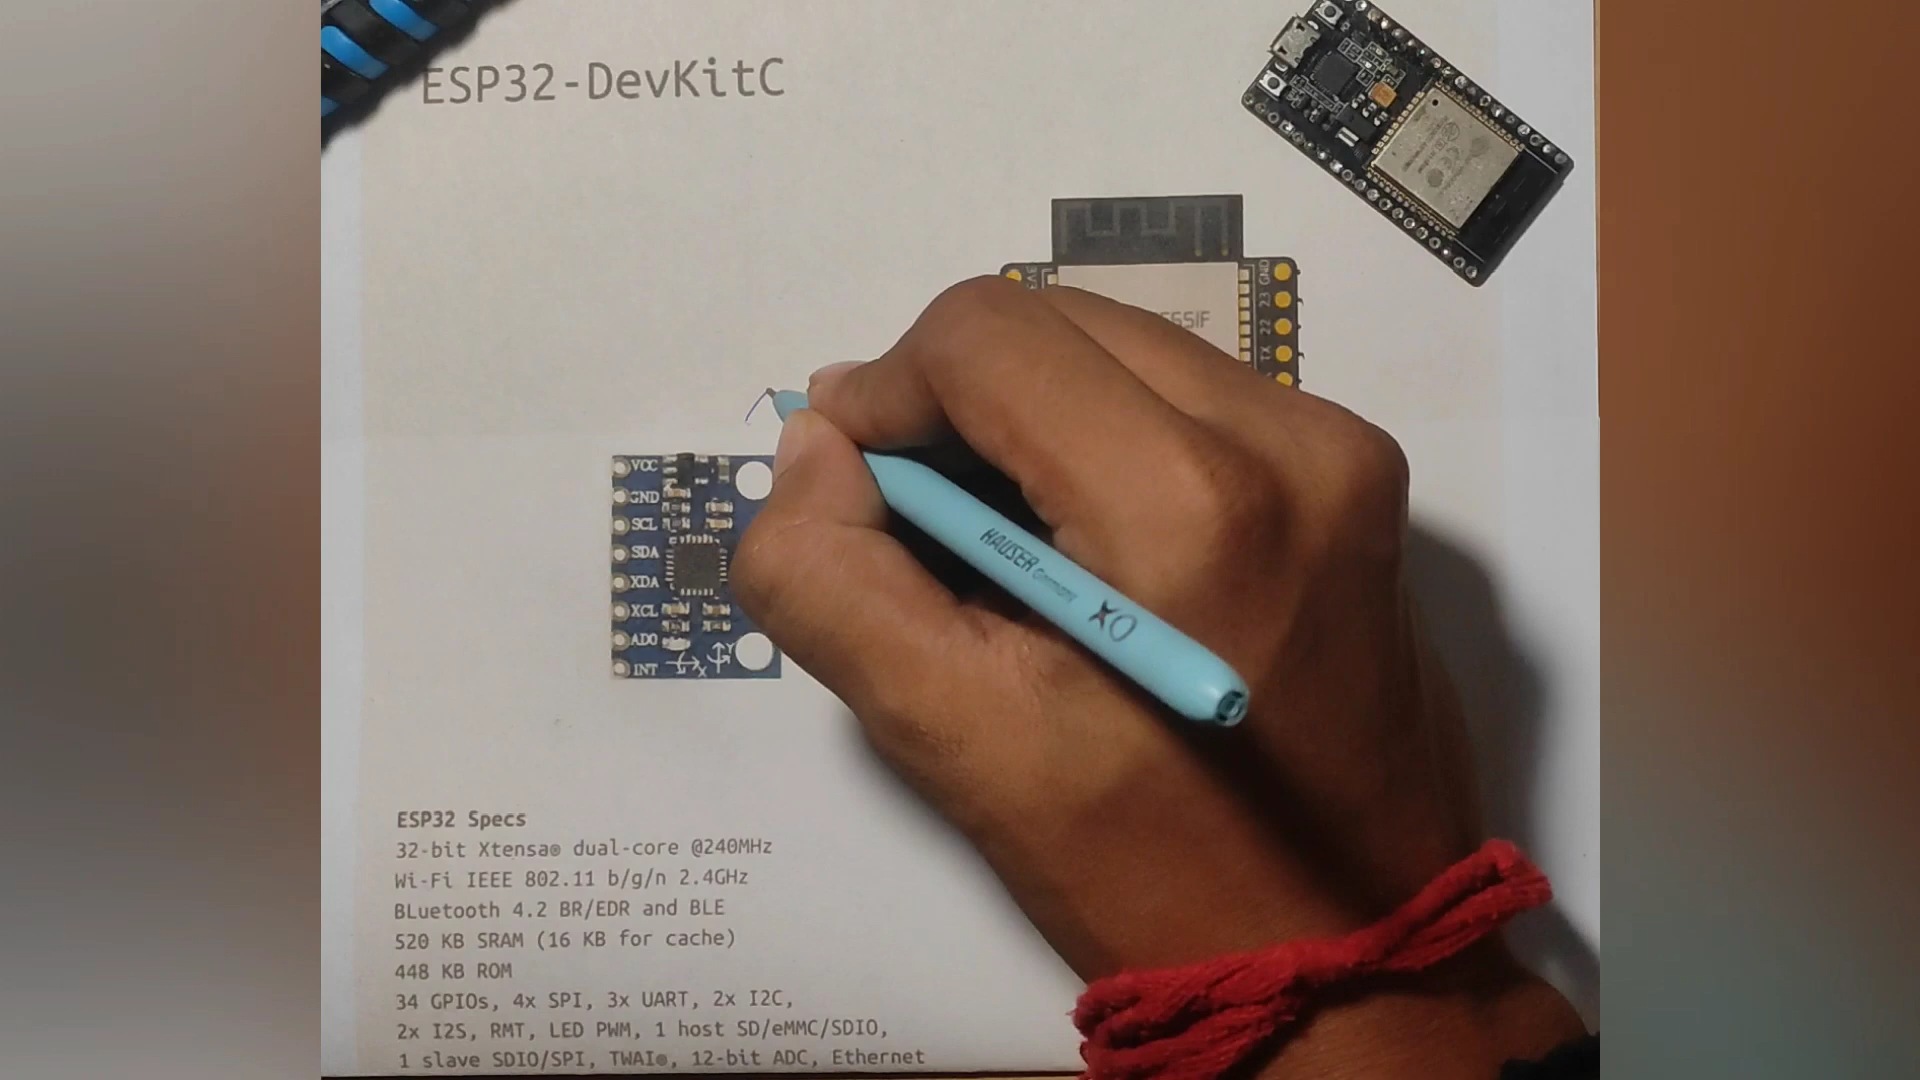 ESP32-DevKitC
GND
23
22
TX
VCC
GND
SCL
SDA
XDA
XCL
AD0
INT
X
Y
HAUSER Germany XO
ESP32 Specs
32-bit Xtensa® dual-core @240MHz
Wi-Fi IEEE 802.11 b/g/n 2.4GHz
BLuetooth 4.2 BR/EDR and BLE
520 KB SRAM (16 KB for cache)
448 KB ROM
34 GPIOs, 4x SPI, 3x UART, 2x I2C,
2x I2S, RMT, LED PWM, 1 host SD/eMMC/SDIO,
1 slave SDIO/SPI, TWAI®, 12-bit ADC, Ethernet